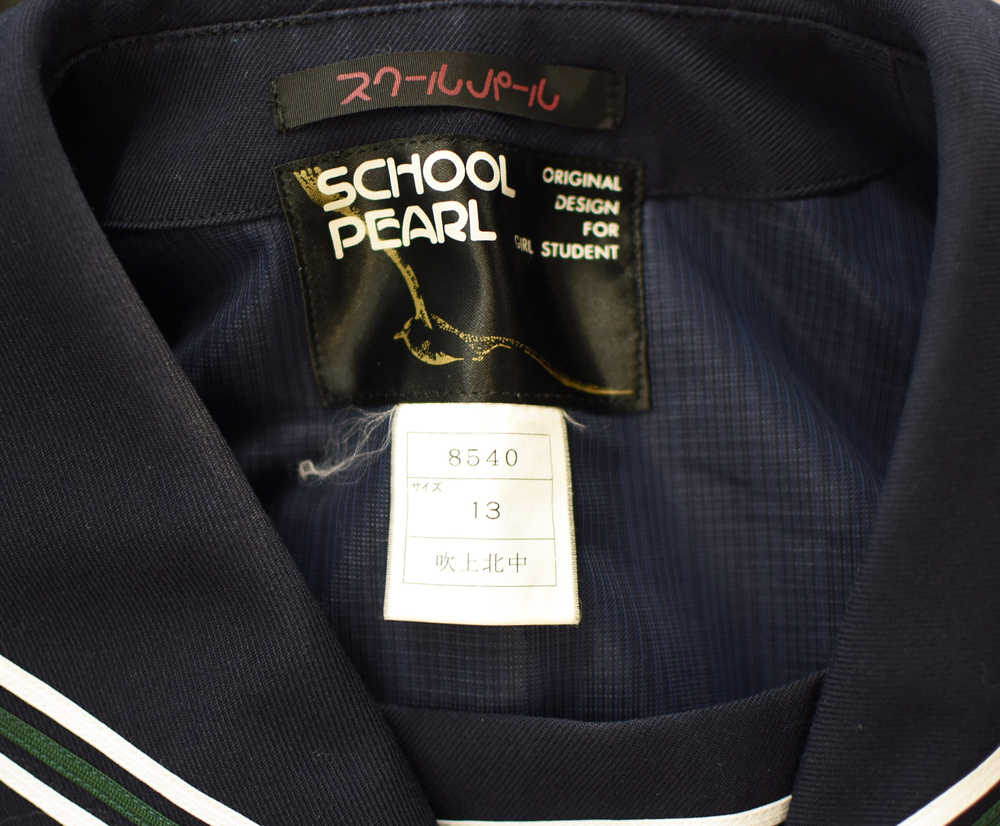 スクールパール
SCHOOL
PEARL
ORIGINAL
DESIGN
FOR
GIRL STUDENT
8540
サイズ
13
吹上北中